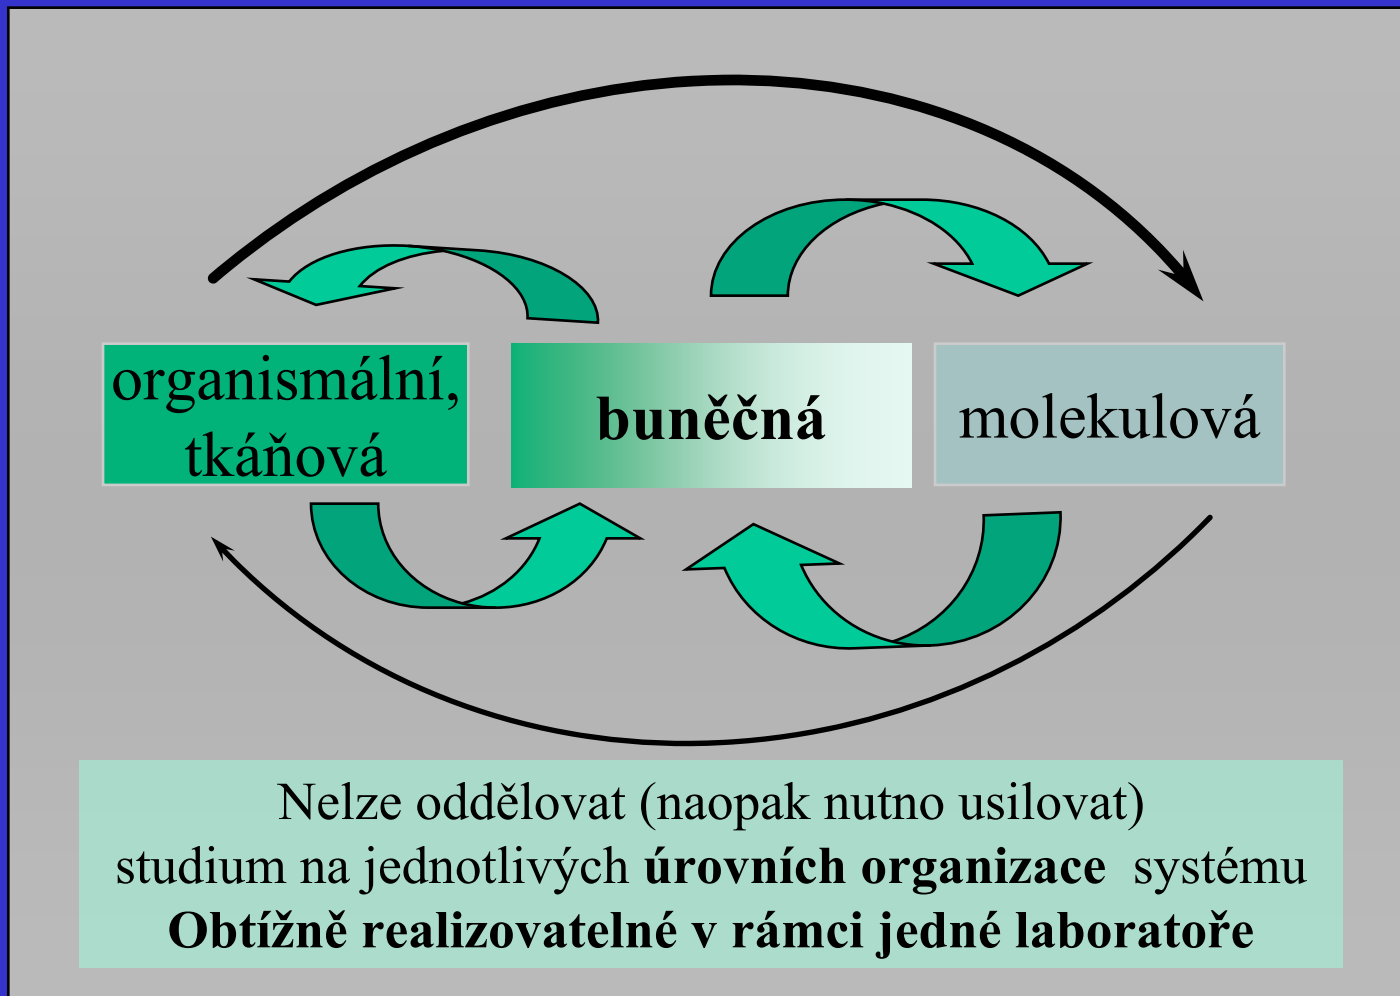 organismální,
tkáňová
buněčná
molekulová
Nelze oddělovat (naopak nutno usilovat)
studium na jednotlivých úrovních organizace systému
Obtížně realizovatelné v rámci jedné laboratoře